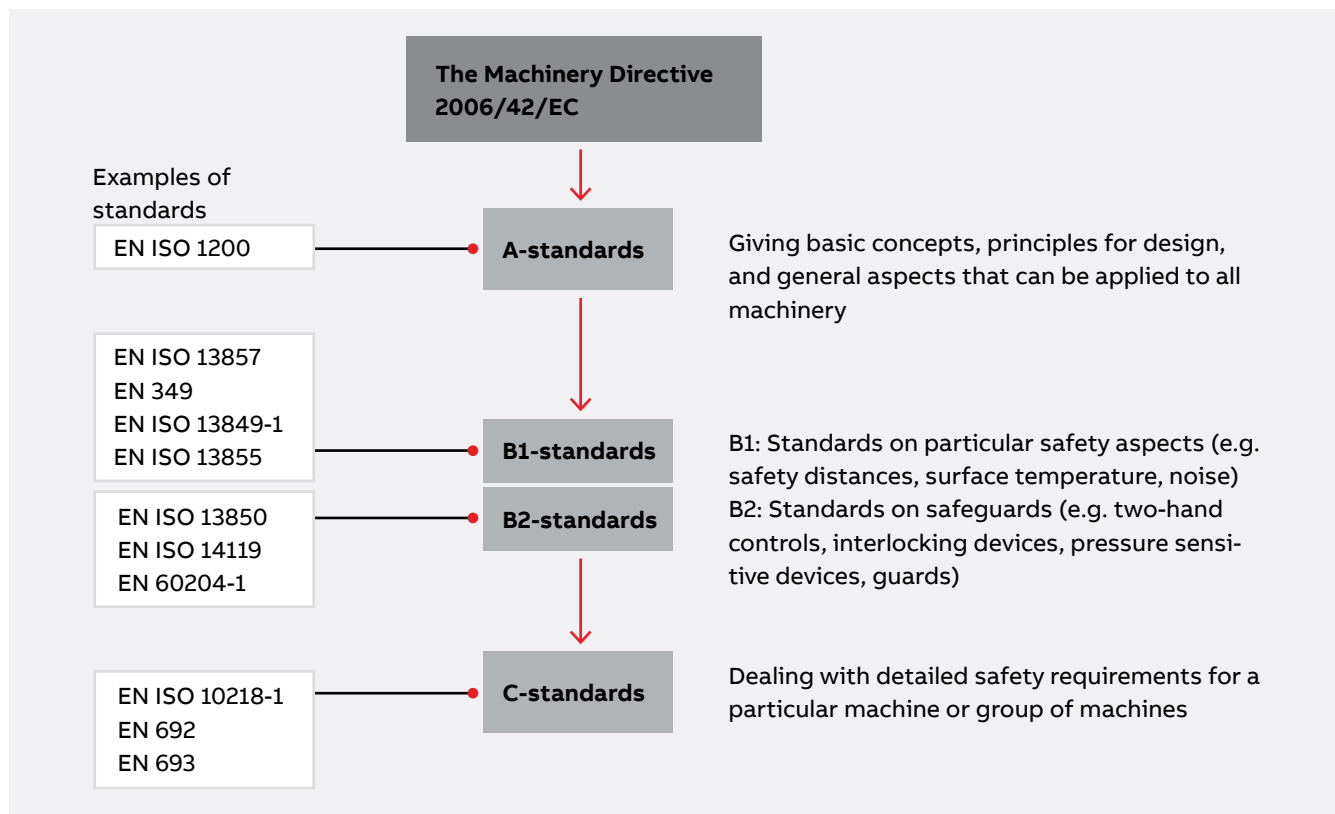 The Machinery Directive
2006/42/EC
Examples of
standards
EN ISO 1200
A-standards
Giving basic concepts, principles for design,
and general aspects that can be applied to all
machinery
EN ISO 13857
EN 349
EN ISO 13849-1
EN ISO 13855
B1-standards
B1: Standards on particular safety aspects (e.g.
safety distances, surface temperature, noise)
EN ISO 13850
EN ISO 14119
EN 60204-1
B2-standards
B2: Standards on safeguards (e.g. two-hand
controls, interlocking devices, pressure sensi-
tive devices, guards)
EN ISO 10218-1
EN 692
EN 693
C-standards
Dealing with detailed safety requirements for a
particular machine or group of machines